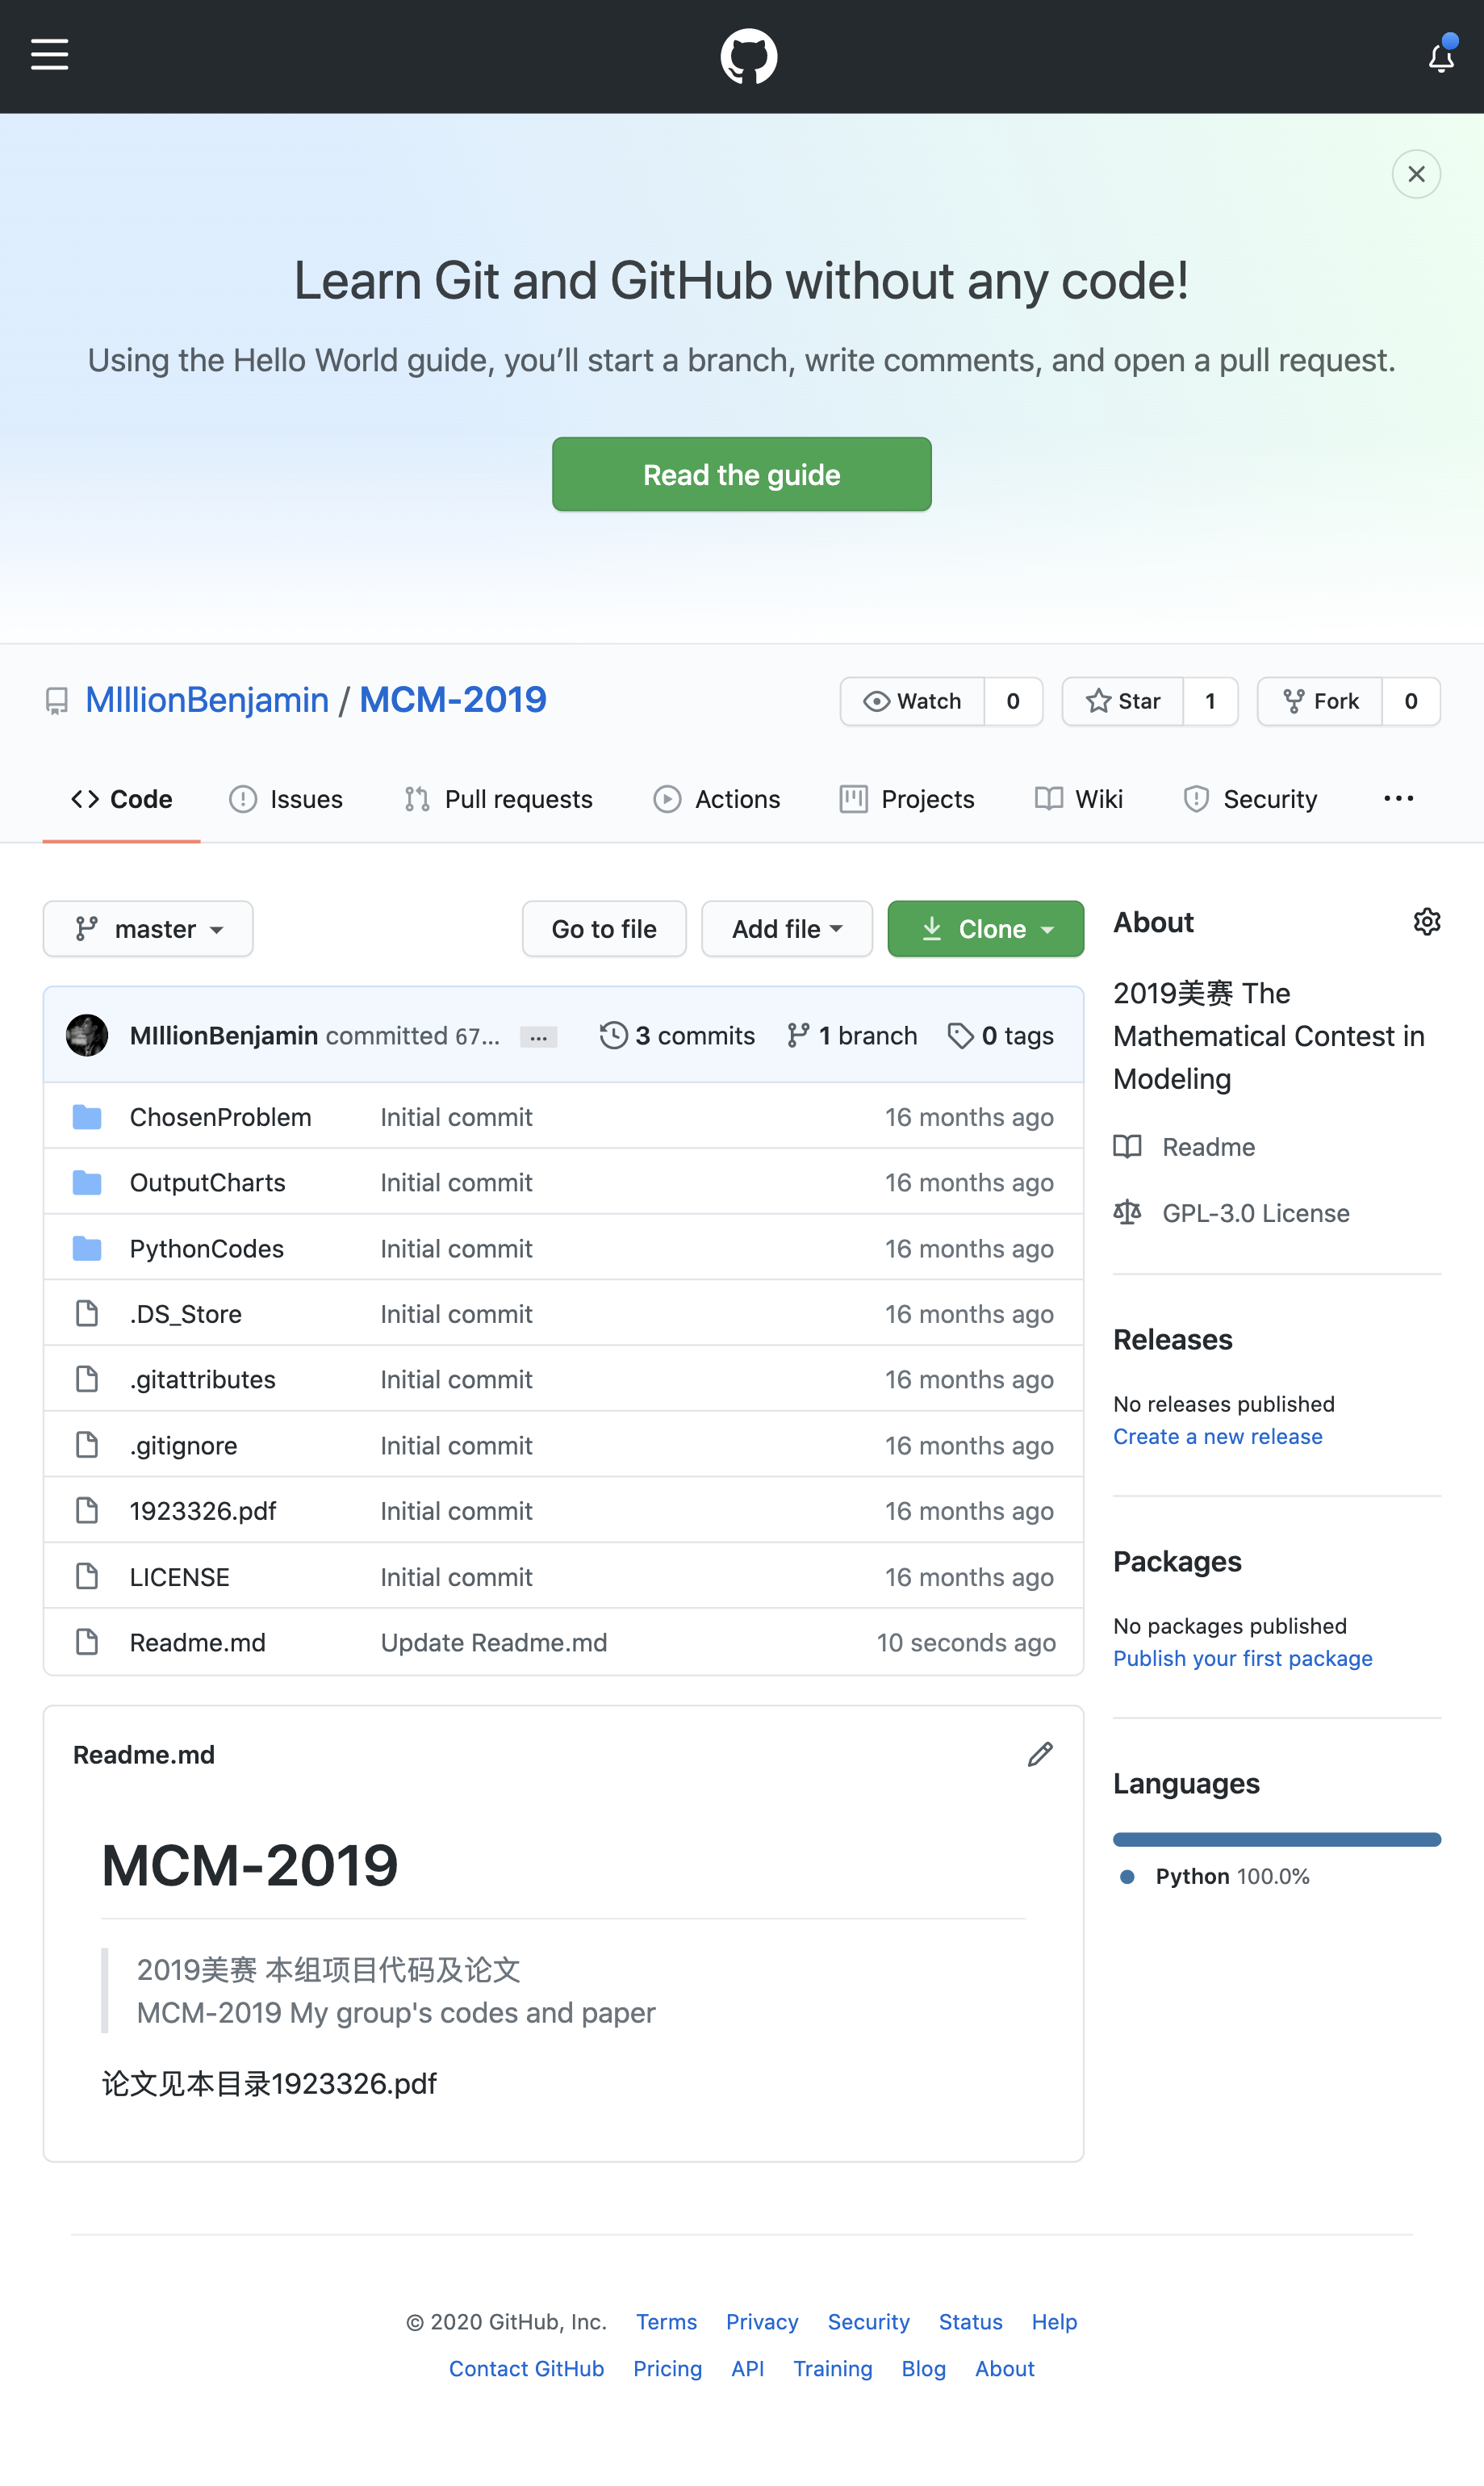 Learn Git and GitHub without any code!
Using the Hello World guide, you’ll start a branch, write comments, and open a pull request.
Read the guide
MIllionBenjamin / MCM-2019
Watch 0 Star 1 Fork 0
Code Issues Pull requests Actions Projects Wiki Security ...
master Go to file Add file Clone
MIllionBenjamin committed 67... ... 3 commits 1 branch 0 tags
ChosenProblem Initial commit 16 months ago
OutputCharts Initial commit 16 months ago
PythonCodes Initial commit 16 months ago
.DS_Store Initial commit 16 months ago
.gitattributes Initial commit 16 months ago
.gitignore Initial commit 16 months ago
1923326.pdf Initial commit 16 months ago
LICENSE Initial commit 16 months ago
Readme.md Update Readme.md 10 seconds ago
Readme.md
MCM-2019
2019美赛 本组项目代码及论文
MCM-2019 My group's codes and paper
论文见本目录1923326.pdf
About
2019美赛 The
Mathematical Contest in
Modeling
Readme
GPL-3.0 License
Releases
No releases published
Create a new release
Packages
No packages published
Publish your first package
Languages
Python 100.0%
© 2020 GitHub, Inc. Terms Privacy Security Status Help
Contact GitHub Pricing API Training Blog About